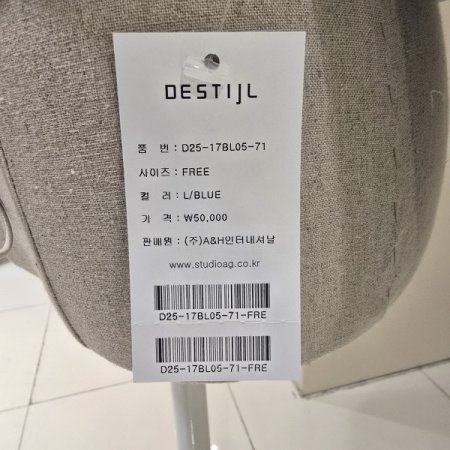 DESTIJL
품 번 : D25-17BL05-71
사이즈 : FREE
컬 러 : L/BLUE
가 격 : ₩50,000
판매원 : (주)A&H인터내셔날
www.studioag.co.kr
D25-17BL05-71-FRE
D25-17BL05-71-FRE